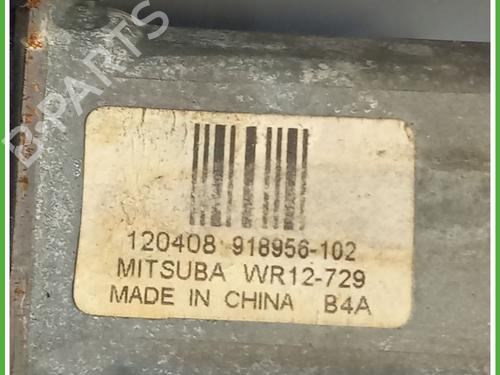 B-PARTS
120408 918956-102
MITSUBA WR12-729
MADE IN CHINA B4A